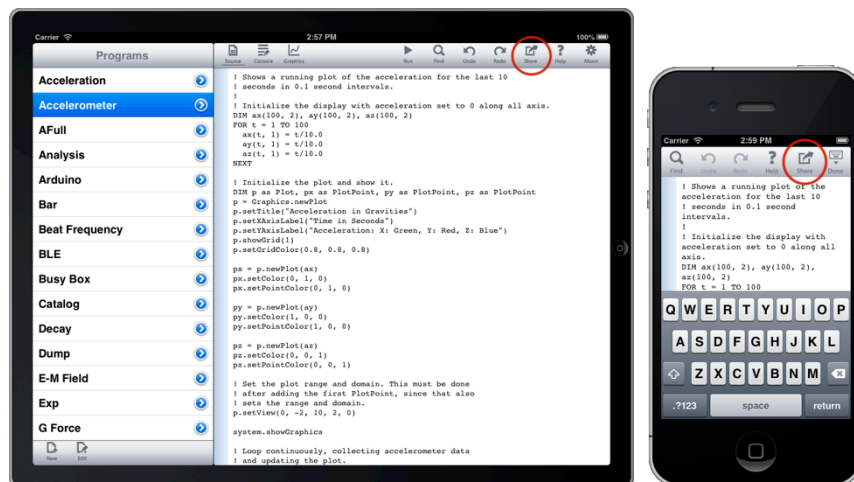 Carrier
2:57 PM
100%
Programs
Source
Console
Graphics
Run
Find
Undo
Redo
Share
Help
About
Acceleration
Accelerometer
AFull
Analysis
Arduino
Bar
Beat Frequency
BLE
Busy Box
Catalog
Decay
Dump
E-M Field
Exp
G Force
New
Edit
! Shows a running plot of the acceleration for the last 10
! seconds in 0.1 second intervals.
!
! Initialize the display with acceleration set to 0 along all axis.
DIM ax(100, 2), ay(100, 2), az(100, 2)
FOR t = 1 TO 100
ax(t, 1) = t/10.0
ay(t, 1) = t/10.0
az(t, 1) = t/10.0
NEXT
! Initialize the plot and show it.
DIM p as Plot, px as PlotPoint, py as PlotPoint, pz as PlotPoint
p = Graphics.newPlot
p.setTitle("Acceleration in Gravities")
p.setXAxisLabel("Time in Seconds")
p.setYAxisLabel("Acceleration: X: Green, Y: Red, Z: Blue")
p.showGrid(1)
p.setGridColor(0.8, 0.8, 0.8)
px = p.newPlot(ax)
px.setColor(0, 1, 0)
px.setPointColor(0, 1, 0)
py = p.newPlot(ay)
py.setColor(1, 0, 0)
py.setPointColor(1, 0, 0)
pz = p.newPlot(az)
pz.setColor(0, 0, 1)
pz.setPointColor(0, 0, 1)
! Set the plot range and domain. This must be done
! after adding the first PlotPoint, since that also
! sets the range and domain.
p.setView(0, -2, 10, 2, 0)
system.showGraphics
! Loop continuously, collecting accelerometer data
! and updating the plot.
Carrier
2:59 PM
Find
Undo
Redo
Help
Share
Done
! Shows a running plot of the
acceleration for the last 10
! seconds in 0.1 second
intervals.
!
! Initialize the display with
acceleration set to 0 along all
axis.
DIM ax(100, 2), ay(100, 2),
az(100, 2)
FOR t = 1 TO 100
Q W E R T Y U I O P
A S D F G H J K L
Z X C V B N M
.?123
space
return